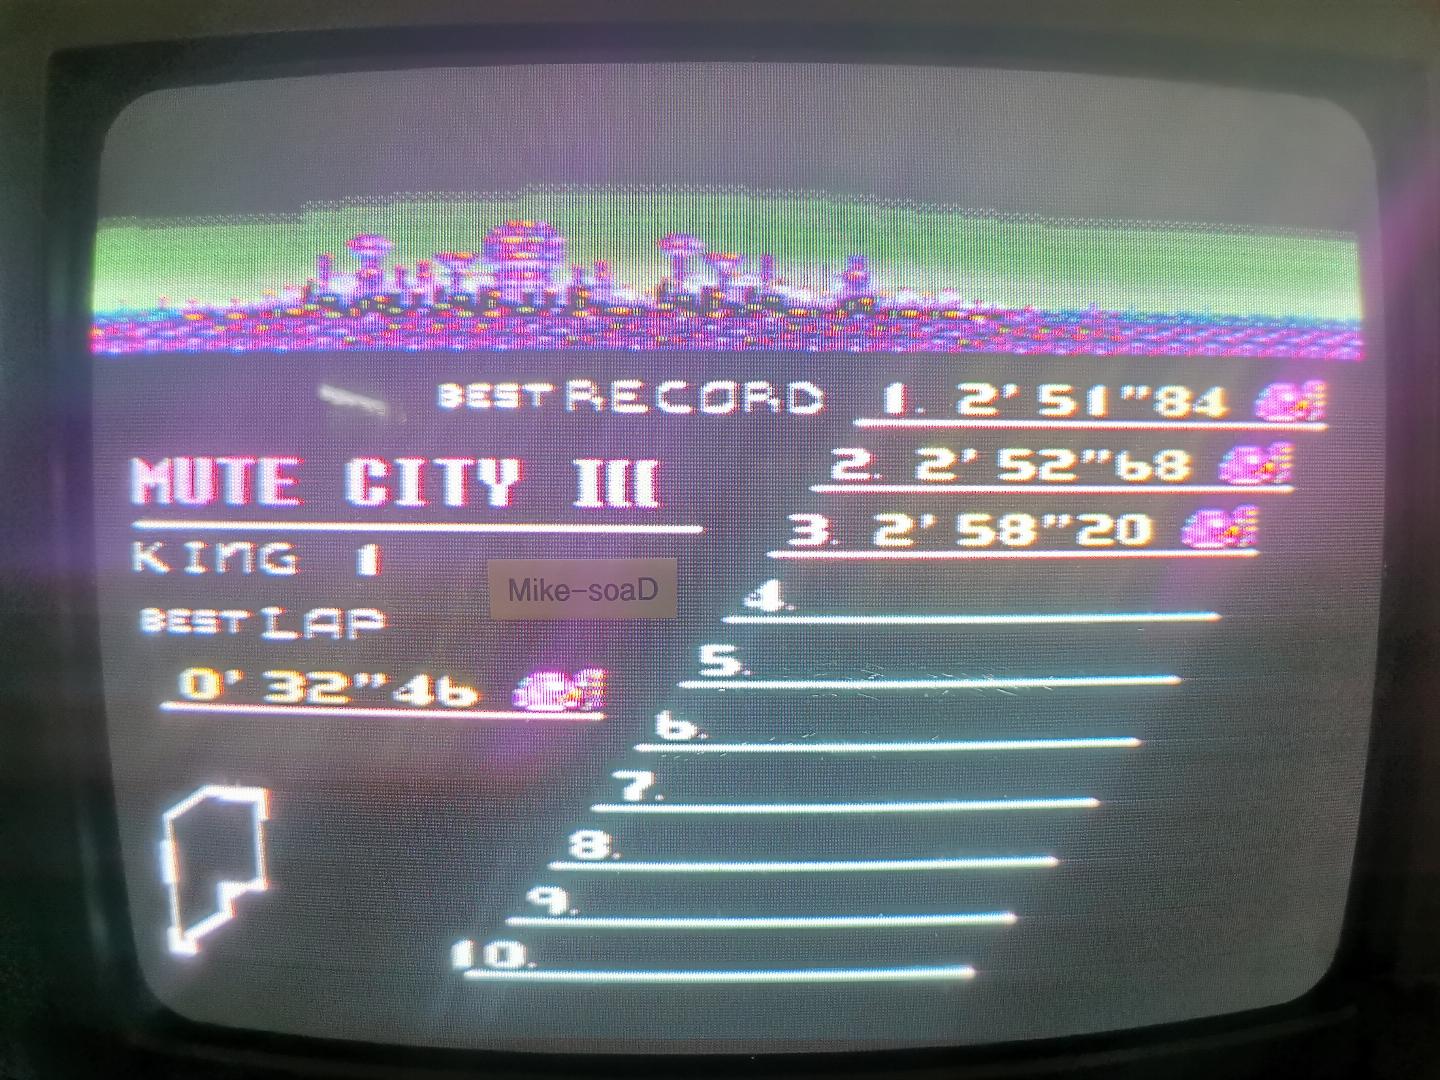 BEST RECORD 1. 2'51"84
2. 2'52"68
MUTE CITY III
3. 2'58"20
KING 1
Mike-soaD
4.
BEST LAP
5.
0'32"46
6.
7.
8.
9.
10.